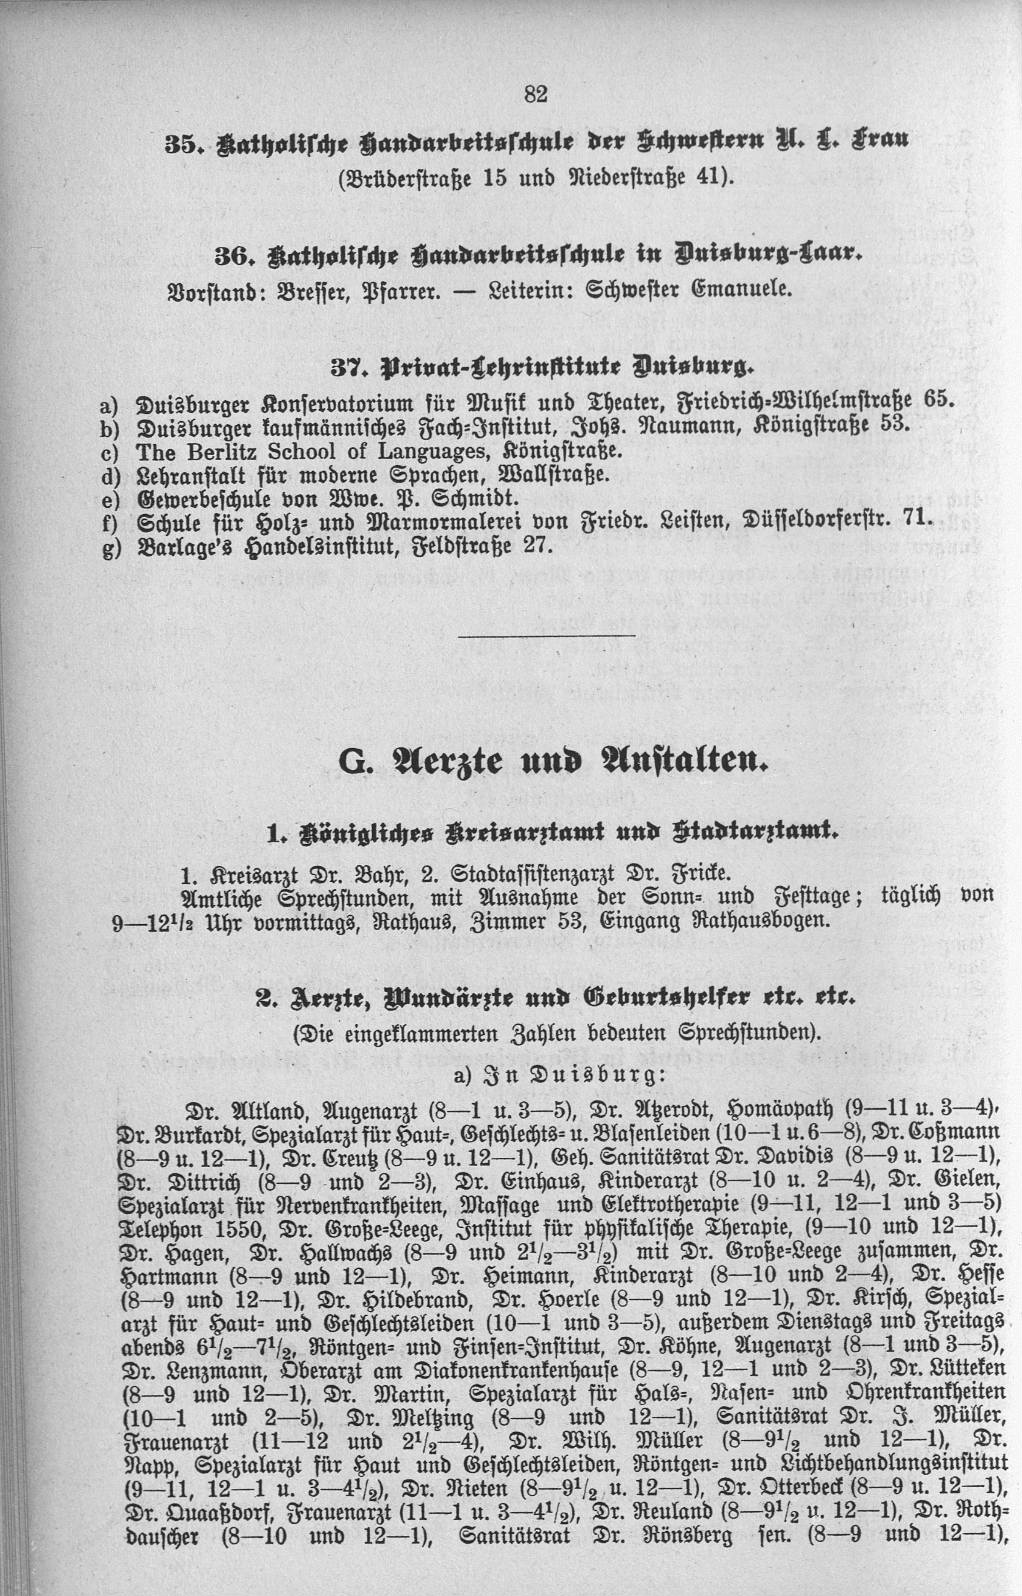 82
35. Katholische Handarbeitsschule der Schwestern U. L. Frau
(Brüderstraße 15 und Niederstraße 41).
36. Katholische Handarbeitsschule in Duisburg-Laar.
Vorstand: Bresser, Pfarrer. — Leiterin: Schwester Emanuele.
37. Privat-Lehrinstitute Duisburg.
a) Duisburger Konservatorium für Musik und Theater, Friedrich-Wilhelmstraße 65.
b) Duisburger kaufmännisches Fach-Institut, Johs. Naumann, Königstraße 53.
c) The Berlitz School of Languages, Königstraße.
d) Lehranstalt für moderne Sprachen, Wallstraße.
e) Gewerbeschule von Wwe. P. Schmidt.
f) Schule für Holz- und Marmormalerei von Friedr. Leisten, Düsseldorferstr. 71.
g) Barlage's Handelsinstitut, Feldstraße 27.
G. Aerzte und Anstalten.
1. Königliches Kreisarztamt und Stadtarztamt.
1. Kreisarzt Dr. Bahr, 2. Stadtassistenzarzt Dr. Fricke.
Amtliche Sprechstunden, mit Ausnahme der Sonn- und Festtage; täglich von
9—12½ Uhr vormittags, Rathaus, Zimmer 53, Eingang Rathausbogen.
2. Aerzte, Wundärzte und Geburtshelfer etc. etc.
(Die eingeklammerten Zahlen bedeuten Sprechstunden).
a) In Duisburg:
Dr. Altland, Augenarzt (8—1 u. 3—5), Dr. Atzerodt, Homäopath (9—11 u. 3—4),
Dr. Burkardt, Spezialarzt für Haut-, Geschlechts- u. Blasenleiden (10—1 u. 6—8), Dr. Coßmann
(8—9 u. 12—1), Dr. Creutz (8—9 u. 12—1), Geh. Sanitätsrat Dr. Davidis (8—9 u. 12—1),
Dr. Dittrich (8—9 und 2—3), Dr. Einhaus, Kinderarzt (8—10 u. 2—4), Dr. Gielen,
Spezialarzt für Nervenkrankheiten, Massage und Elektrotherapie (9—11, 12—1 und 3—5)
Telephon 1550, Dr. Große-Leege, Institut für physikalische Therapie, (9—10 und 12—1),
Dr. Hagen, Dr. Hallwachs (8—9 und 2½—3½) mit Dr. Große-Leege zusammen, Dr.
Hartmann (8—9 und 12—1), Dr. Heimann, Kinderarzt (8—10 und 2—4), Dr. Hesse
(8—9 und 12—1), Dr. Hildebrand, Dr. Hoerle (8—9 und 12—1), Dr. Kirsch, Spezial-
arzt für Haut- und Geschlechtsleiden (10—1 und 3—5), außerdem Dienstags und Freitags
abends 6½—7½, Röntgen- und Finsen-Institut, Dr. Köhne, Augenarzt (8—1 und 3—5),
Dr. Lenzmann, Oberarzt am Diakonenkrankenhause (8—9, 12—1 und 2—3), Dr. Lütteken
(8—9 und 12—1), Dr. Martin, Spezialarzt für Hals-, Nasen- und Ohrenkrankheiten
(10—1 und 2—5), Dr. Meltzing (8—9 und 12—1), Sanitätsrat Dr. J. Müller,
Frauenarzt (11—12 und 2½—4), Dr. Wilh. Müller (8—9½ und 12—1), Dr.
Napp, Spezialarzt für Haut und Geschlechtsleiden, Röntgen- und Lichtbehandlungsinstitut
(9—11, 12—1 u. 3—4½), Dr. Nieten (8—9½ u. 12—1), Dr. Otterbeck (8—9 u. 12—1),
Dr. Quaaßdorf, Frauenarzt (11—1 u. 3—4½), Dr. Reuland (8—9½ u. 12—1), Dr. Roth-
dauscher (8—10 und 12—1), Sanitätsrat Dr. Rönsberg sen. (8—9 und 12—1),